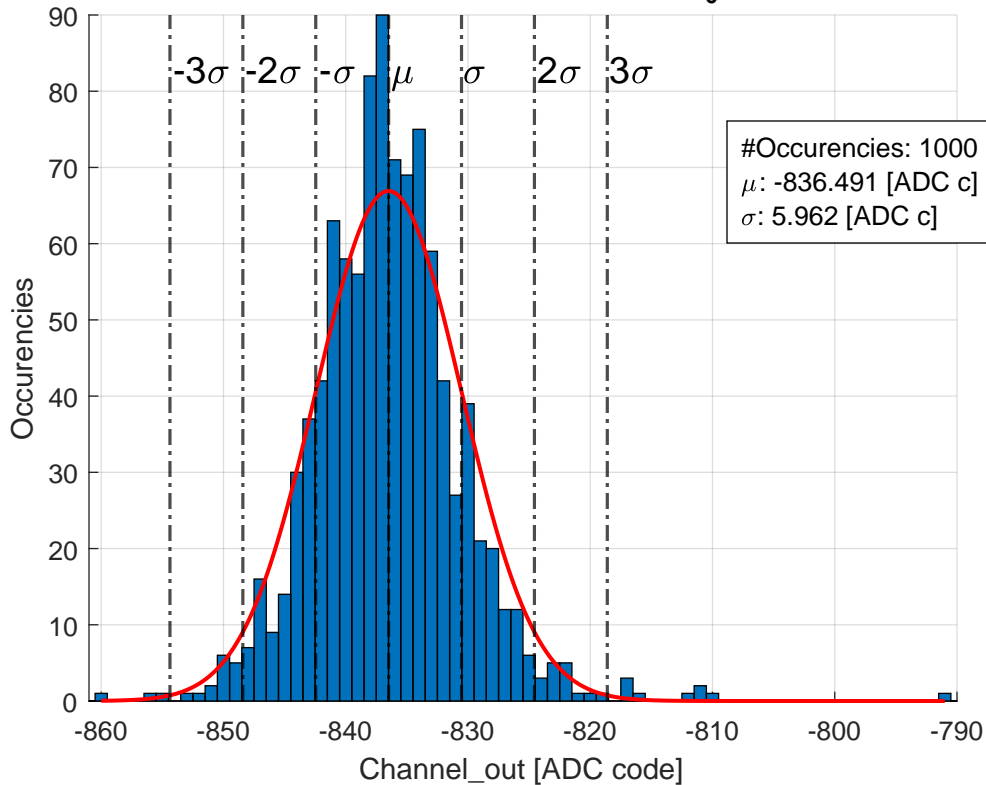 90
80
70
60
50
40
30
20
10
0
Occurencies
-3σ -2σ -σ μ σ 2σ 3σ
#Occurencies: 1000
μ: -836.491 [ADC c]
σ: 5.962 [ADC c]
-860 -850 -840 -830 -820 -810 -800 -790
Channel_out [ADC code]